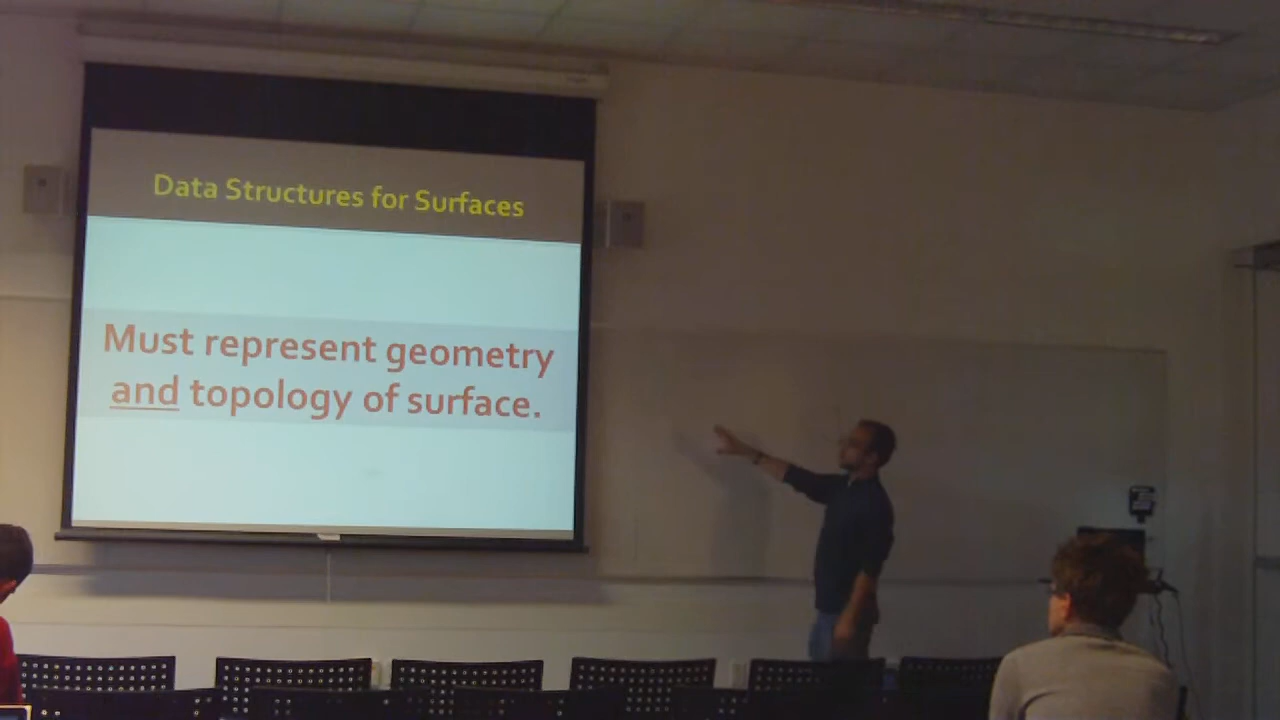 Data Structures for Surfaces
Must represent geometry
and topology of surface.